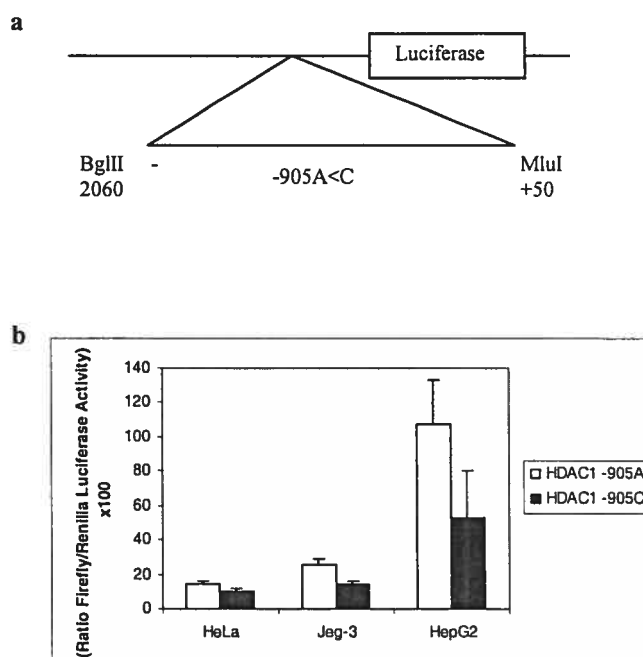 a
Luciferase
BglII -
2060
-905A<C
MluI
+50
b
(Ratio Firefly/Renilia Luciferase Activity)
x100
140
120
100
80
60
40
20
0
HeLa
Jeg-3
HepG2
HDAC1 -905A
HDAC1 -905C